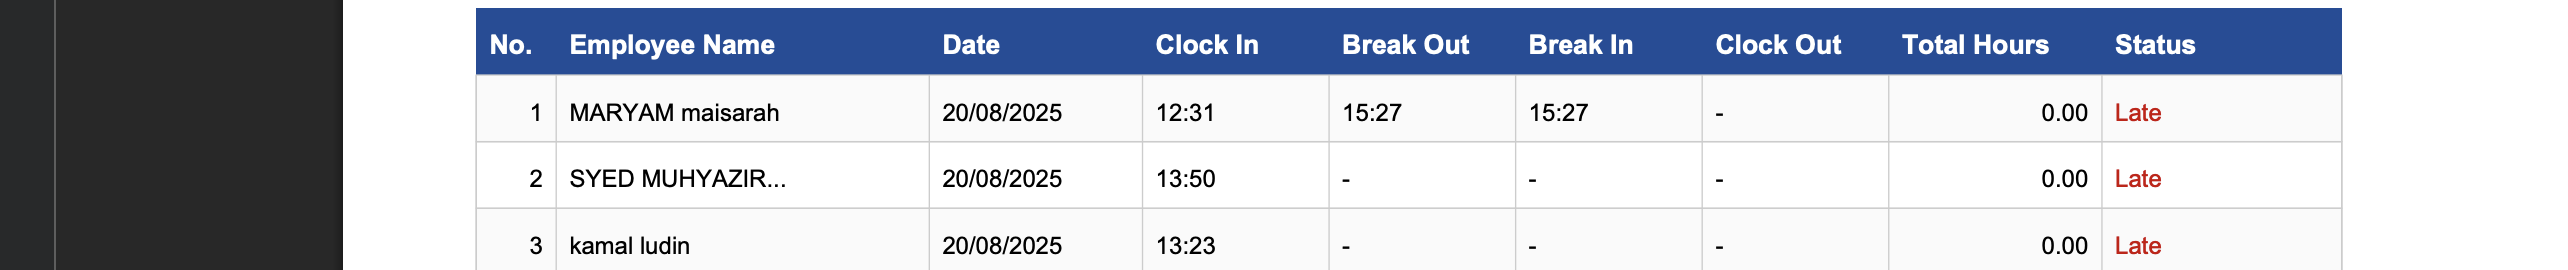 No. Employee Name Date Clock In Break Out Break In Clock Out Total Hours Status
1 MARYAM maisarah 20/08/2025 12:31 15:27 15:27 - 0.00 Late
2 SYED MUHYAZIR... 20/08/2025 13:50 - - - 0.00 Late
3 kamal ludin 20/08/2025 13:23 - - - 0.00 Late